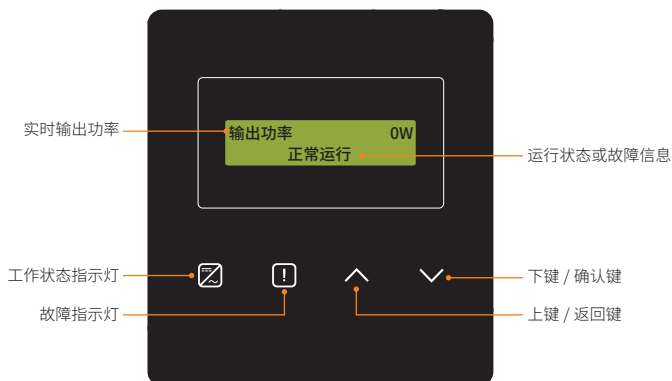 实时输出功率
输出功率 0W
正常运行
运行状态或故障信息
工作状态指示灯
下键 / 确认键
故障指示灯
上键 / 返回键